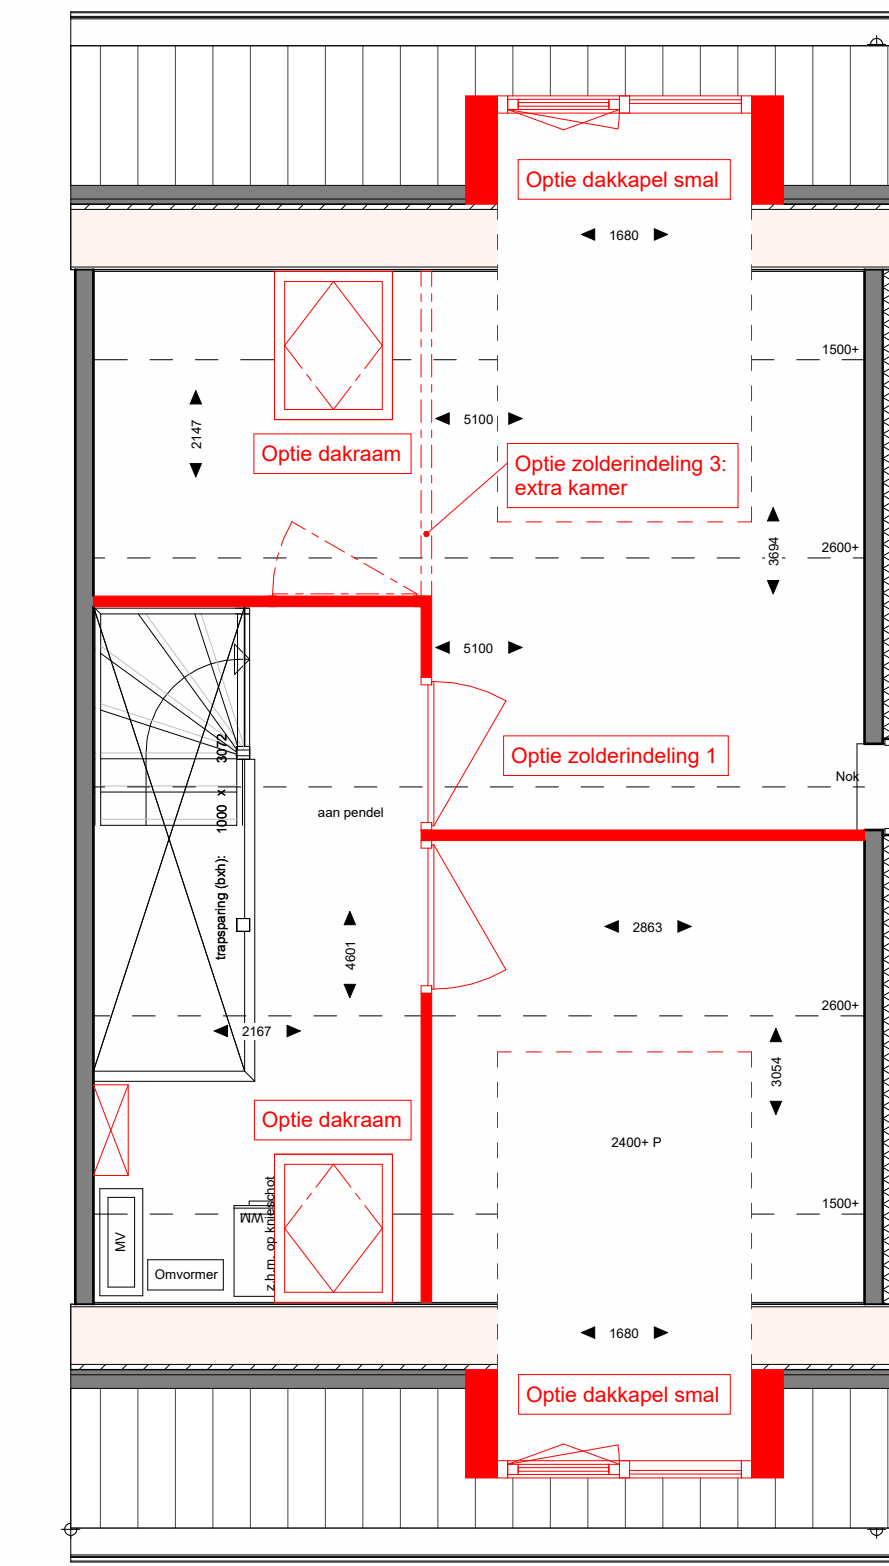 Optie dakkapel smal
1680
1500+
2147
5100
Optie dakraam
Optie zolderindeling 3:
extra kamer
3694
2600+
5100
Optie zolderindeling 1
Nok
trapsparing (bxh): 1000 x 3072
aan pendel
2863
4601
2600+
2167
3054
Optie dakraam
2400+ P
1500+
MV
Omvormer
WM
z.h.m. op knieschot
1680
Optie dakkapel smal